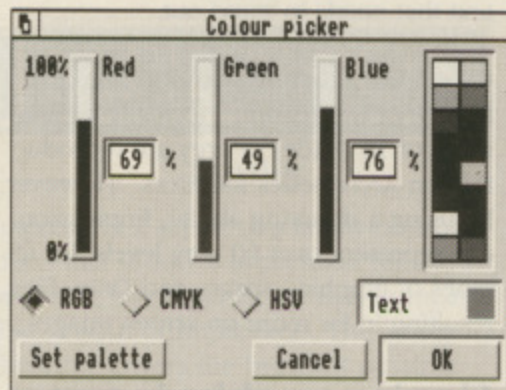 Colour picker
100% Red Green Blue
69 % 49 % 76 %
0%
RGB CMYK HSV Text
Set palette Cancel OK